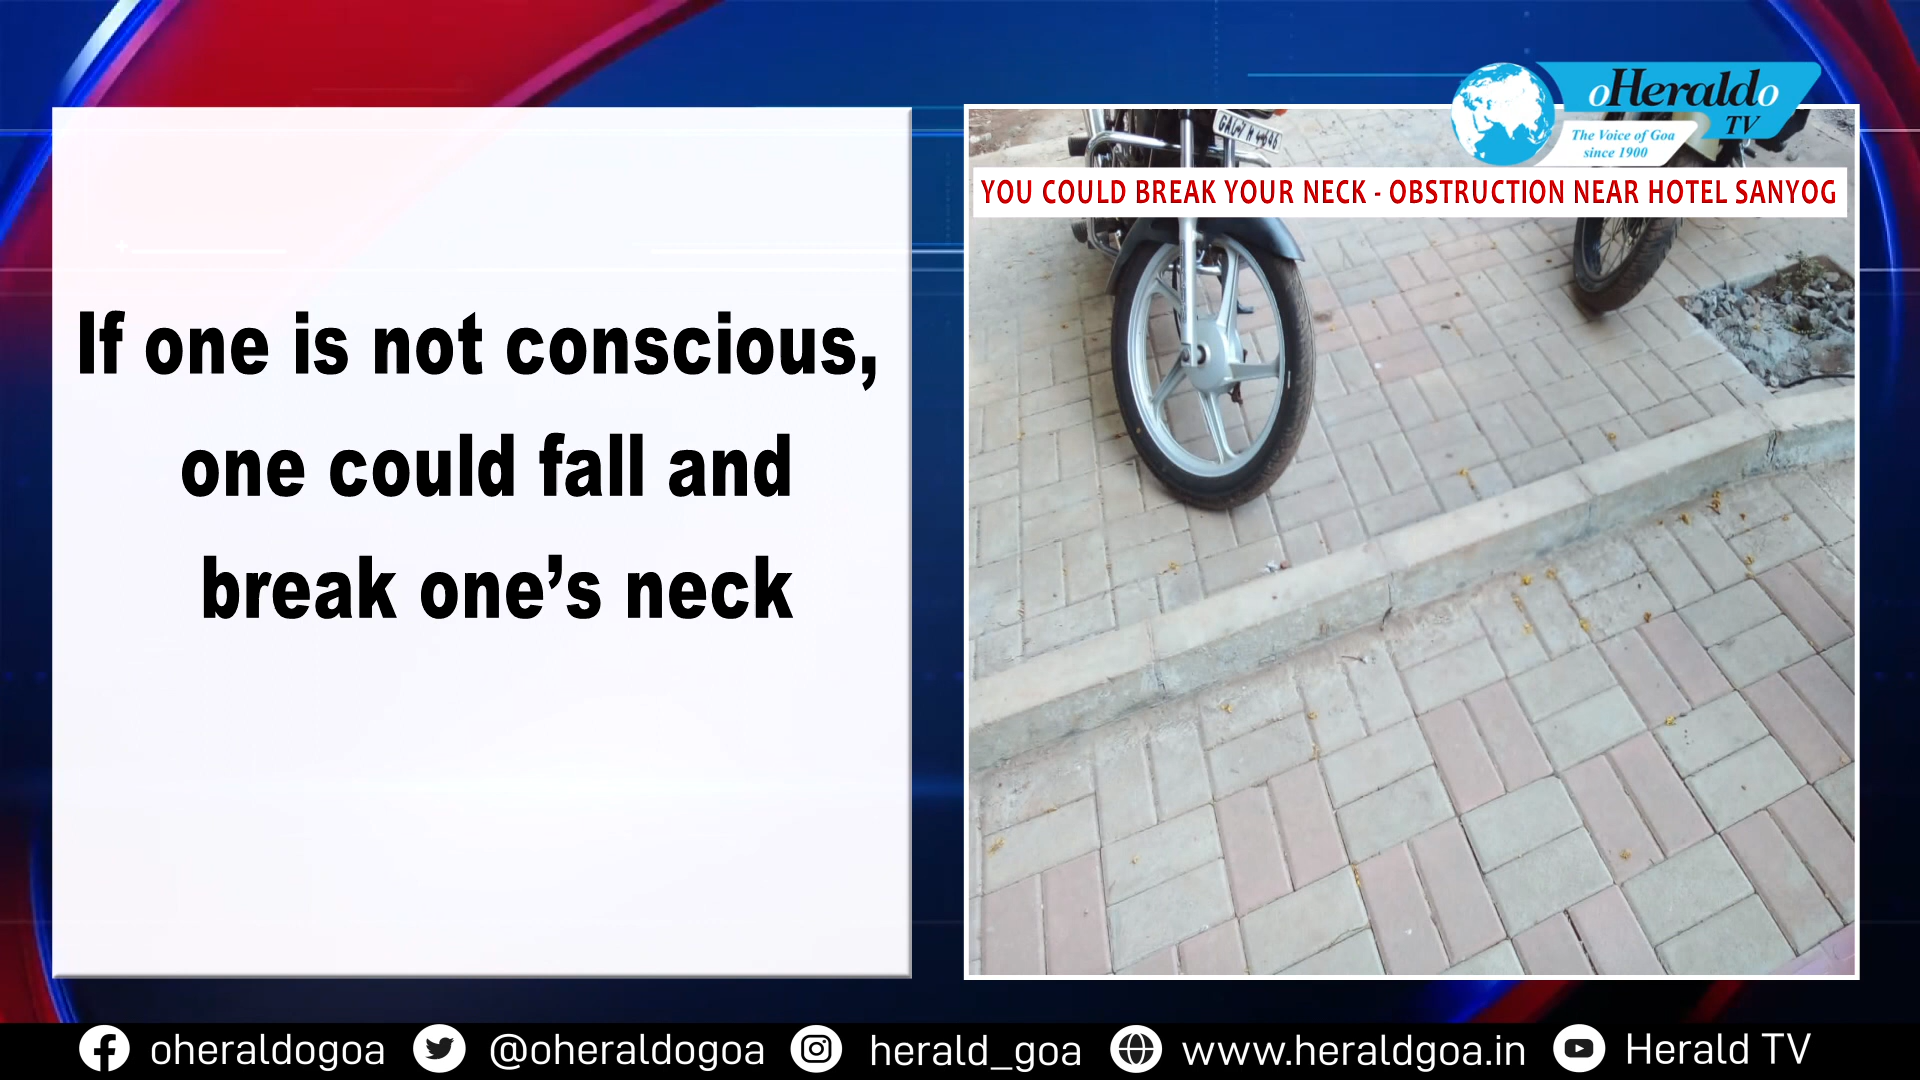 If one is not conscious,
one could fall and
break one’s neck
oHeraldo
TV
The Voice of Goa
since 1900
YOU COULD BREAK YOUR NECK - OBSTRUCTION NEAR HOTEL SANYOG
oheraldogoa
@oheraldogoa
herald_goa
www.heraldgoa.in
Herald TV